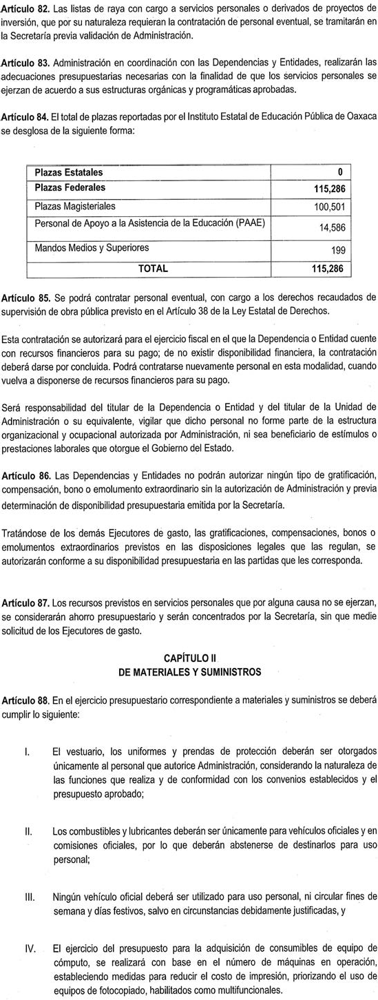 Artículo 82. Las listas de raya con cargo a servicios personales o derivados de proyectos de
inversión, que por su naturaleza requieran la contratación de personal eventual, se tramitarán en
la Secretaría previa validación de Administración.
Artículo 83. Administración en coordinación con las Dependencias y Entidades, realizarán las
adecuaciones presupuestarias necesarias con la finalidad de que los servicios personales se
ejerzan de acuerdo a sus estructuras orgánicas y programáticas aprobadas.
Artículo 84. El total de plazas reportadas por el Instituto Estatal de Educación Pública de Oaxaca
se desglosa de la siguiente forma:
Plazas Estatales 0
Plazas Federales 115,286
Plazas Magisteriales 100,501
Personal de Apoyo a la Asistencia de la Educación (PAAE) 14,586
Mandos Medios y Superiores 199
TOTAL 115,286
Artículo 85. Se podrá contratar personal eventual, con cargo a los derechos recaudados de
supervisión de obra pública previsto en el Artículo 38 de la Ley Estatal de Derechos.
Esta contratación se autorizará para el ejercicio fiscal en el que la Dependencia o Entidad cuente
con recursos financieros para su pago; de no existir disponibilidad financiera, la contratación
deberá darse por concluida. Podrá contratarse nuevamente personal en esta modalidad, cuando
vuelva a disponerse de recursos financieros para su pago.
Será responsabilidad del titular de la Dependencia o Entidad y del titular de la Unidad de
Administración o su equivalente, vigilar que dicho personal no forme parte de la estructura
organizacional y ocupacional autorizada por Administración, ni sea beneficiario de estímulos o
prestaciones laborales que otorgue el Gobierno del Estado.
Artículo 86. Las Dependencias y Entidades no podrán autorizar ningún tipo de gratificación,
compensación, bono o emolumento extraordinario sin la autorización de Administración y previa
determinación de disponibilidad presupuestaria emitida por la Secretaría.
Tratándose de los demás Ejecutores de gasto, las gratificaciones, compensaciones, bonos o
emolumentos extraordinarios previstos en las disposiciones legales que las regulan, se
autorizarán conforme a su disponibilidad presupuestaria en las partidas que les corresponda.
Artículo 87. Los recursos previstos en servicios personales que por alguna causa no se ejerzan,
se considerarán ahorro presupuestario y serán concentrados por la Secretaría, sin que medie
solicitud de los Ejecutores de gasto.
CAPÍTULO II
DE MATERIALES Y SUMINISTROS
Artículo 88. En el ejercicio presupuestario correspondiente a materiales y suministros se deberá
cumplir lo siguiente:
I. El vestuario, los uniformes y prendas de protección deberán ser otorgados
únicamente al personal que autorice Administración, considerando la naturaleza de
las funciones que realiza y de conformidad con los convenios establecidos y el
presupuesto aprobado;
II. Los combustibles y lubricantes deberán ser únicamente para vehículos oficiales y en
comisiones oficiales, por lo que deberán abstenerse de destinarlos para uso
personal;
III. Ningún vehículo oficial deberá ser utilizado para uso personal, ni circular fines de
semana y días festivos, salvo en circunstancias debidamente justificadas, y
IV. El ejercicio del presupuesto para la adquisición de consumibles de equipo de
cómputo, se realizará con base en el número de máquinas en operación,
estableciendo medidas para reducir el costo de impresión, priorizando el uso de
equipos de fotocopiado, habilitados como multifuncionales.